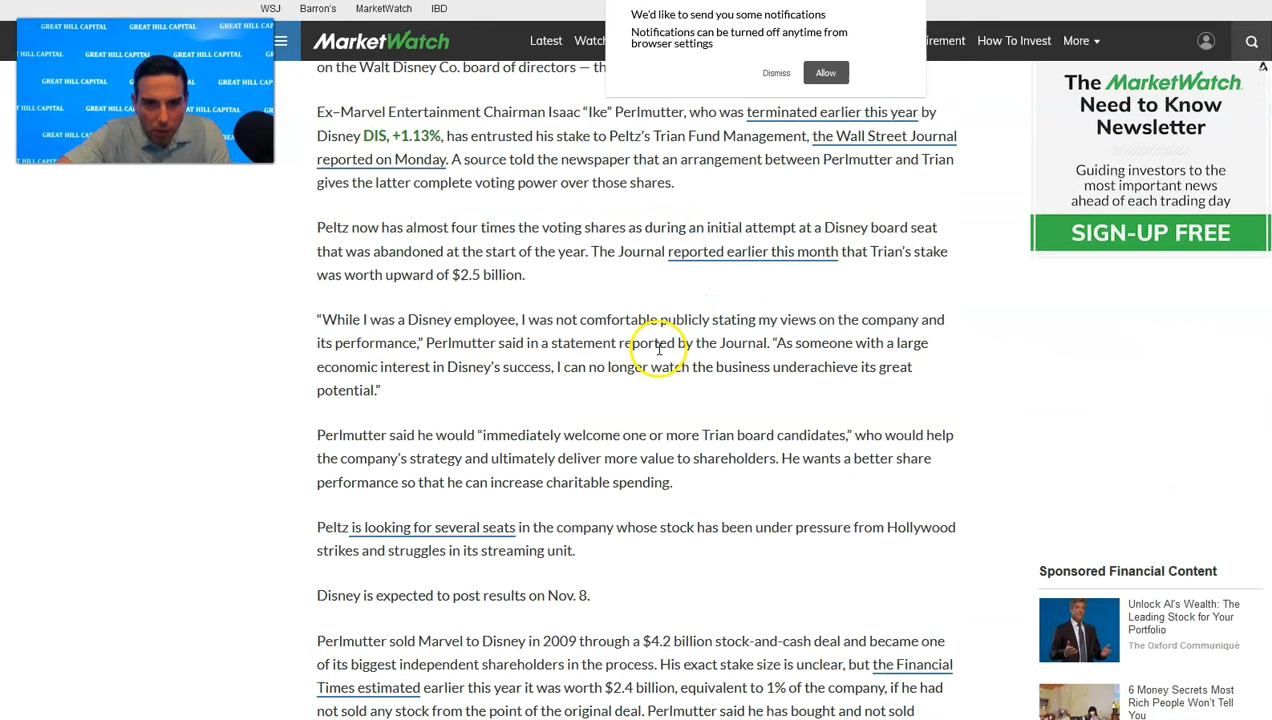 WSJ Barron's MarketWatch IBD
GREAT HILL CAPITAL GREAT HILL CAPITAL GREAT HILL CAPITAL
GREAT HILL CAPITAL
MarketWatch Latest Watch irement How To Invest More
We'd like to send you some notifications
Notifications can be turned off anytime from
browser settings
Dismiss Allow
on the Walt Disney Co. board of directors — th
Ex–Marvel Entertainment Chairman Isaac “Ike” Perlmutter, who was terminated earlier this year by
Disney DIS, +1.13%, has entrusted his stake to Peltz’s Trian Fund Management, the Wall Street Journal
reported on Monday. A source told the newspaper that an arrangement between Perlmutter and Trian
gives the latter complete voting power over those shares.
Peltz now has almost four times the voting shares as during an initial attempt at a Disney board seat
that was abandoned at the start of the year. The Journal reported earlier this month that Trian’s stake
was worth upward of $2.5 billion.
“While I was a Disney employee, I was not comfortable publicly stating my views on the company and
its performance,” Perlmutter said in a statement reported by the Journal. “As someone with a large
economic interest in Disney’s success, I can no longer watch the business underachieve its great
potential.”
Perlmutter said he would “immediately welcome one or more Trian board candidates,” who would help
the company’s strategy and ultimately deliver more value to shareholders. He wants a better share
performance so that he can increase charitable spending.
Peltz is looking for several seats in the company whose stock has been under pressure from Hollywood
strikes and struggles in its streaming unit.
Disney is expected to post results on Nov. 8.
Perlmutter sold Marvel to Disney in 2009 through a $4.2 billion stock-and-cash deal and became one
of its biggest independent shareholders in the process. His exact stake size is unclear, but the Financial
Times estimated earlier this year it was worth $2.4 billion, equivalent to 1% of the company, if he had
not sold any stock from the point of the original deal. Perlmutter said he has bought and not sold
The MarketWatch
Need to Know
Newsletter
Guiding investors to the
most important news
ahead of each trading day
SIGN-UP FREE
Sponsored Financial Content
Unlock AI's Wealth: The
Leading Stock for Your
Portfolio
The Oxford Communiqué
6 Money Secrets Most
Rich People Won't Tell
You